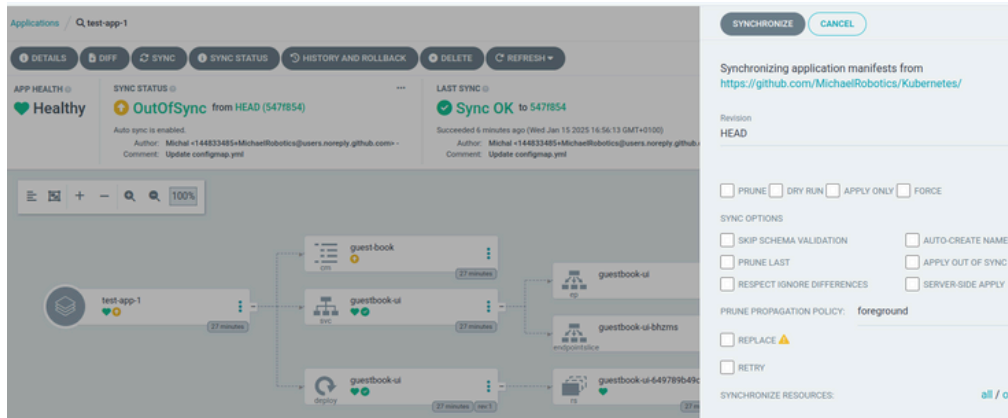 Applications / test-app-1
DETAILS DIFF SYNC SYNC STATUS HISTORY AND ROLLBACK DELETE REFRESH
APP HEALTH
Healthy
SYNC STATUS
OutOfSync from HEAD (547f854)
Auto sync is enabled.
Author: Michal <144833485+MichaelRobotics@users.noreply.github.com> -
Comment: Update configmap.yml
LAST SYNC
Sync OK to 547f854
Succeeded 6 minutes ago (Wed Jan 15 2025 16:56:13 GMT+0100)
Author: Michal <144833485+MichaelRobotics@users.noreply.github.
Comment: Update configmap.yml
100%
test-app-1
27 minutes
guest-book
cm
27 minutes
guestbook-ui
svc
27 minutes
guestbook-ui
deploy
27 minutes rev:1
guestbook-ui
ep
guestbook-ui-bhzms
endpointslice
guestbook-ui-649789b49c
rs
SYNCHRONIZE CANCEL
Synchronizing application manifests from
https://github.com/MichaelRobotics/Kubernetes/
Revision
HEAD
PRUNE DRY RUN APPLY ONLY FORCE
SYNC OPTIONS
SKIP SCHEMA VALIDATION AUTO-CREATE NAME
PRUNE LAST APPLY OUT OF SYNC
RESPECT IGNORE DIFFERENCES SERVER-SIDE APPLY
PRUNE PROPAGATION POLICY: foreground
REPLACE
RETRY
SYNCHRONIZE RESOURCES: all /